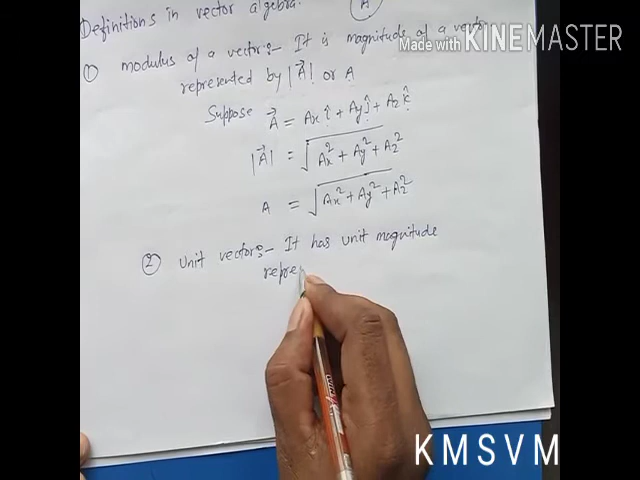 Definitions in vector algebra.
A
Made with KINEMASTER
① modulus of a vector:- It is magnitude of a vector
represented by |A⃗| or A
Suppose A⃗ = Ax î + Ay ĵ + Az k̂
|A⃗| = √(Ax² + Ay² + Az²)
A = √(Ax² + Ay² + Az²)
② Unit vector:- It has unit magnitude
repre
KMSVM